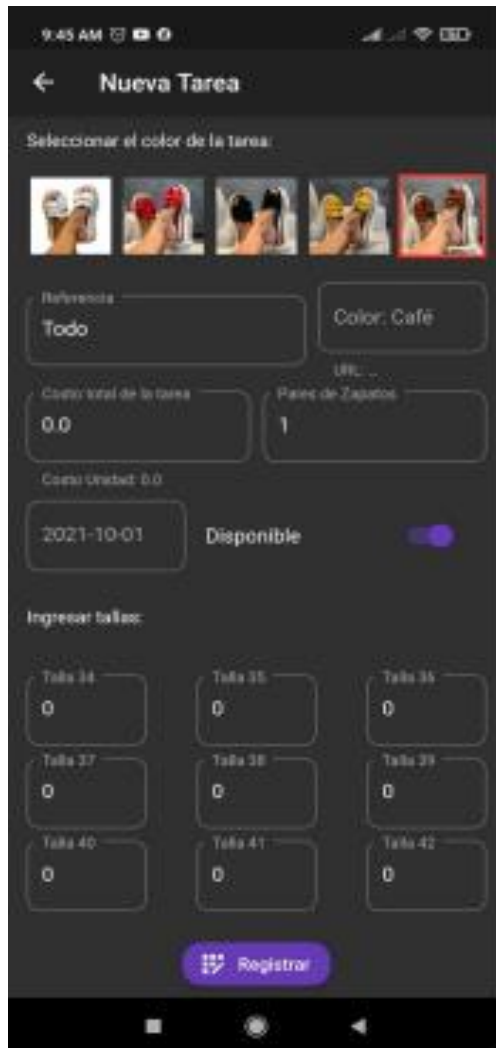 9:45 AM
Nueva Tarea
Seleccionar el color de la tarea:
Referencia
Todo
Color: Café
URL: ...
Costo total de la tarea
0.0
Pares de Zapatos
1
Costo Unidad: 0.0
2021-10-01
Disponible
Ingresar tallas:
Talla 34
0
Talla 35
0
Talla 36
0
Talla 37
0
Talla 38
0
Talla 39
0
Talla 40
0
Talla 41
0
Talla 42
0
Registrar